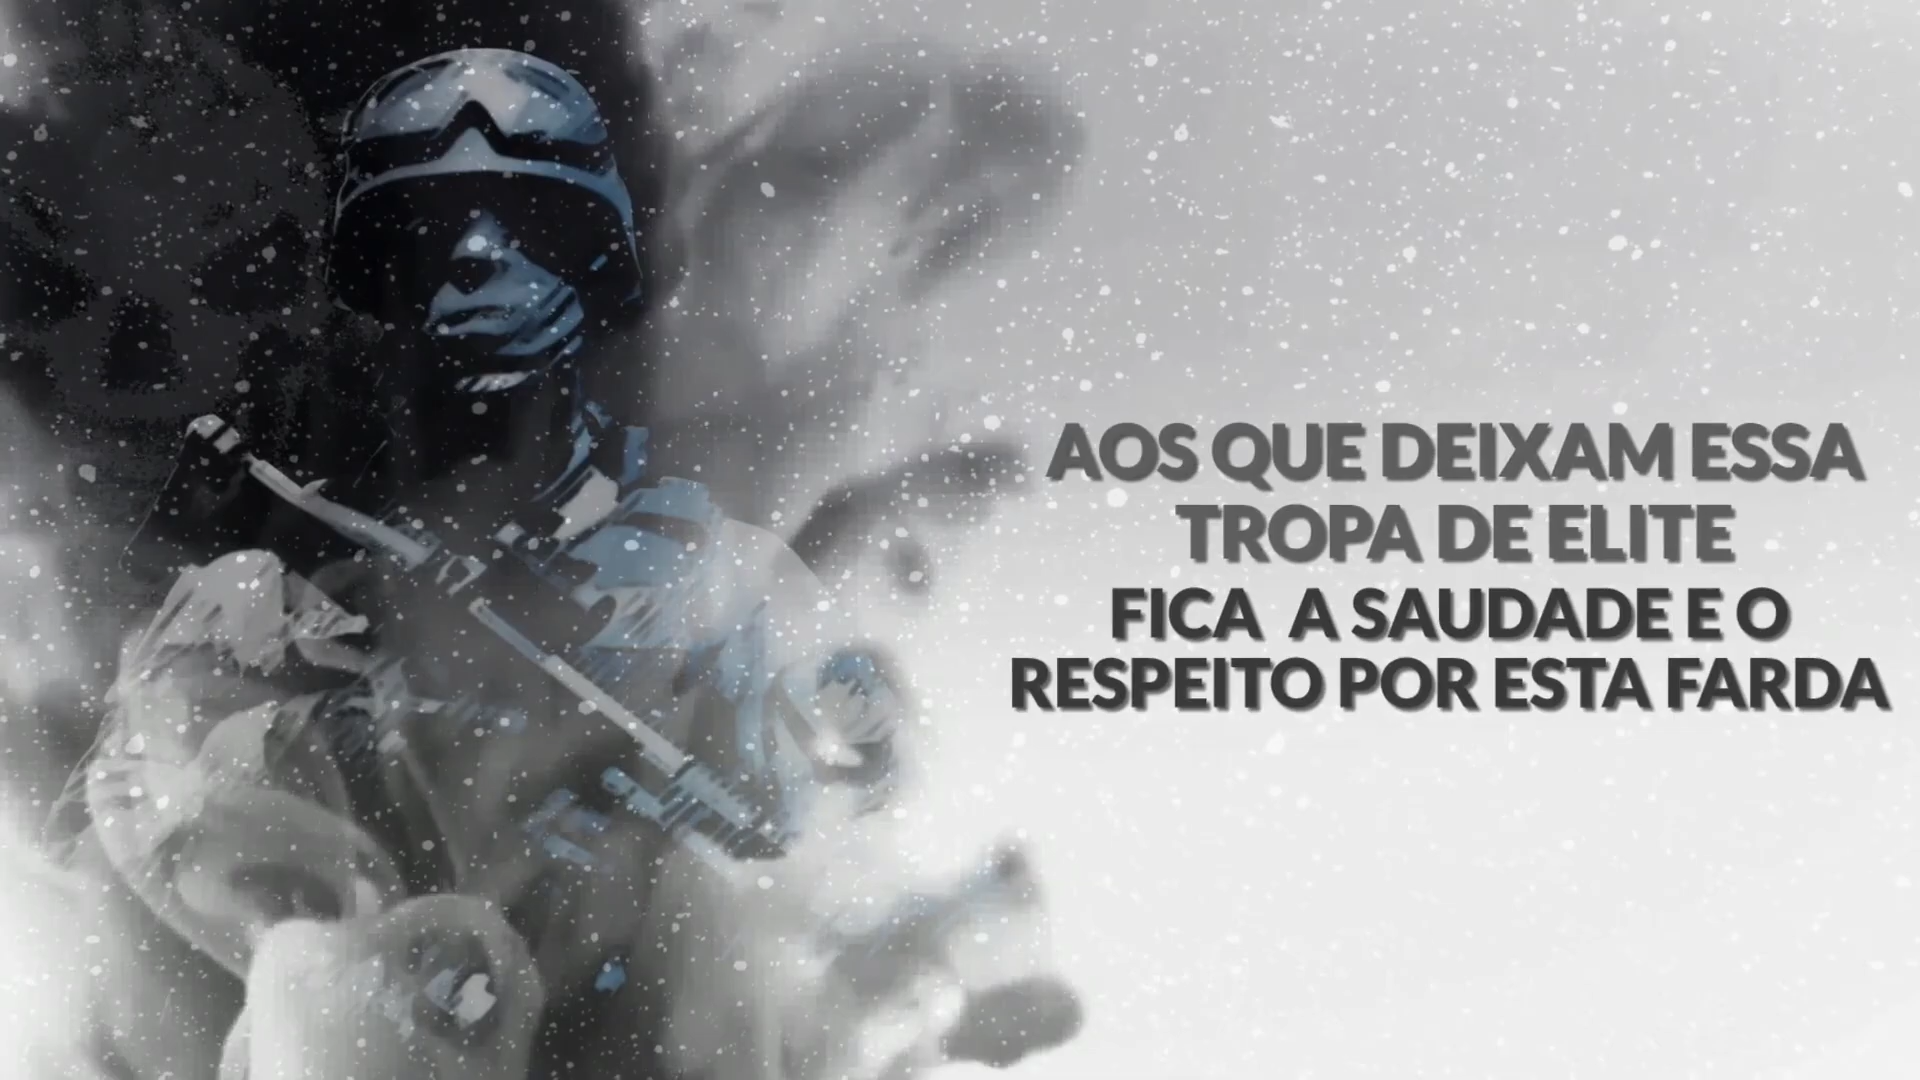 AOS QUE DEIXAM ESSA
TROPA DE ELITE
FICA A SAUDADE E O
RESPEITO POR ESTA FARDA